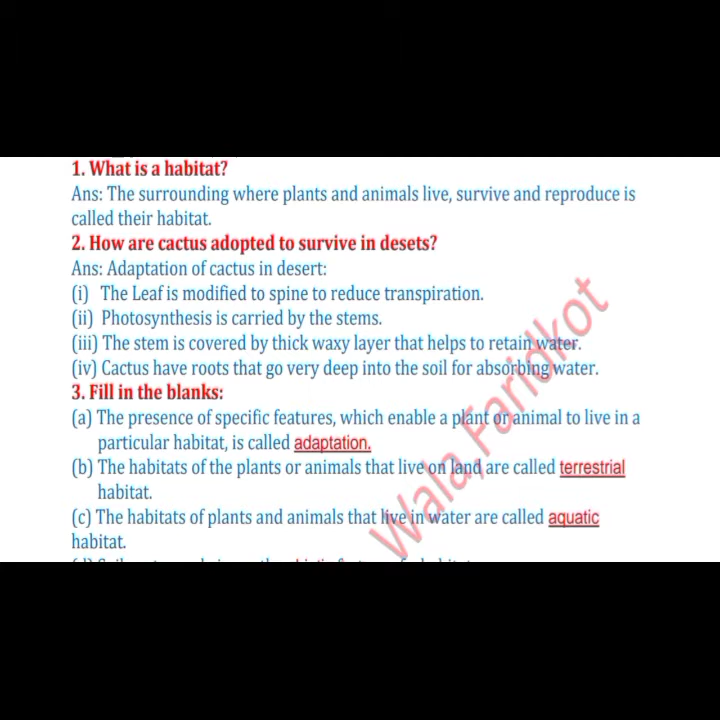 1. What is a habitat?
Ans: The surrounding where plants and animals live, survive and reproduce is
called their habitat.
2. How are cactus adopted to survive in desets?
Ans: Adaptation of cactus in desert:
(i) The Leaf is modified to spine to reduce transpiration.
(ii) Photosynthesis is carried by the stems.
(iii) The stem is covered by thick waxy layer that helps to retain water.
(iv) Cactus have roots that go very deep into the soil for absorbing water.
3. Fill in the blanks:
(a) The presence of specific features, which enable a plant or animal to live in a
particular habitat, is called adaptation.
(b) The habitats of the plants or animals that live on land are called terrestrial
habitat.
(c) The habitats of plants and animals that live in water are called aquatic
habitat.
Wala,Faridkot